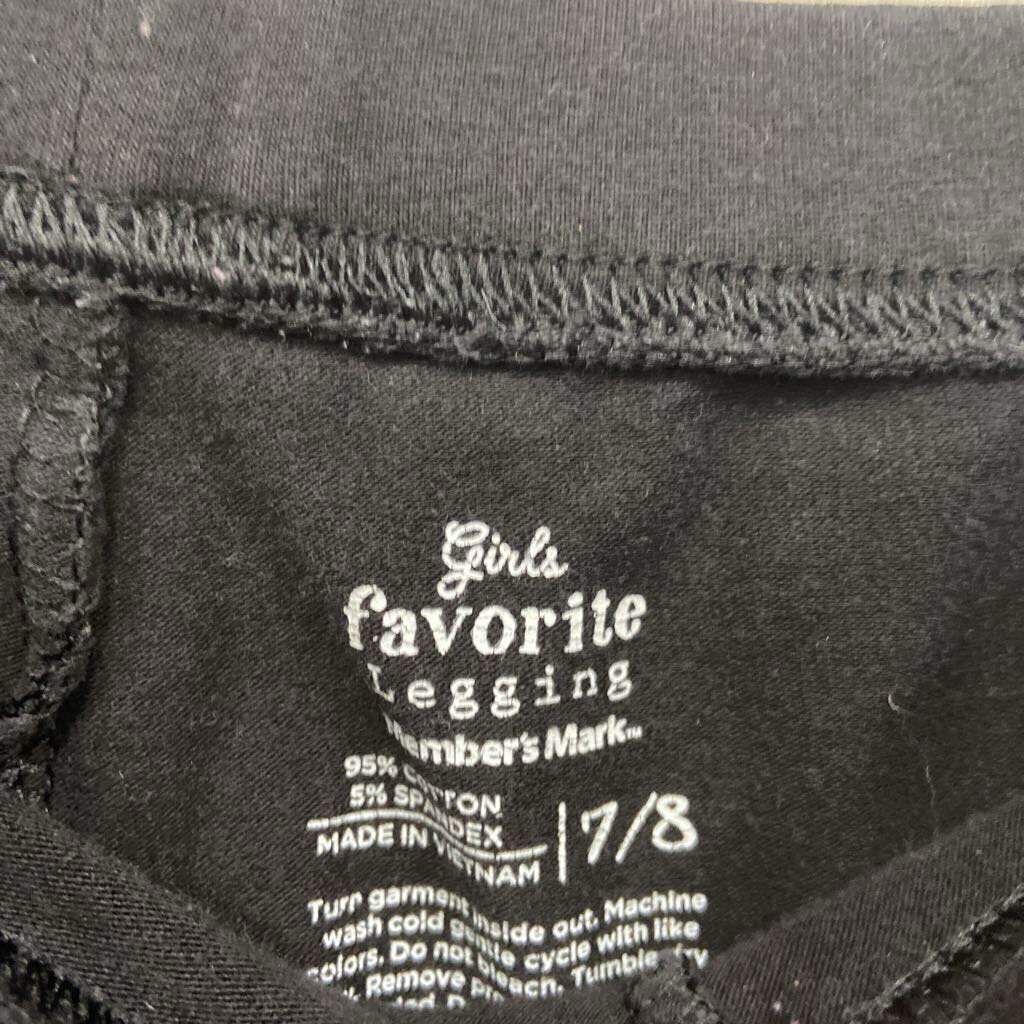 Girls
favorite
Legging
Member's Mark™
95% COTTON
5% SPANDEX
MADE IN VIETNAM
7/8
Turn garment inside out. Machine
wash cold gentle cycle with like
colors. Do not bleach. Tumble dry
Remove